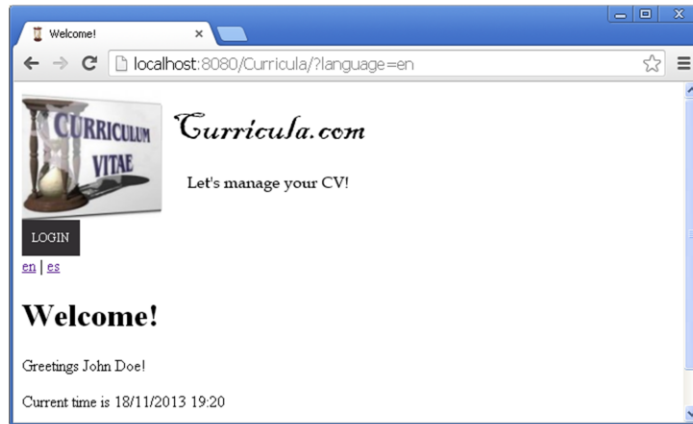 Welcome!
localhost:8080/Curricula/?language=en
CURRICULUM
VITAE
Curricula.com
Let's manage your CV!
LOGIN
en | es
Welcome!
Greetings John Doe!
Current time is 18/11/2013 19:20